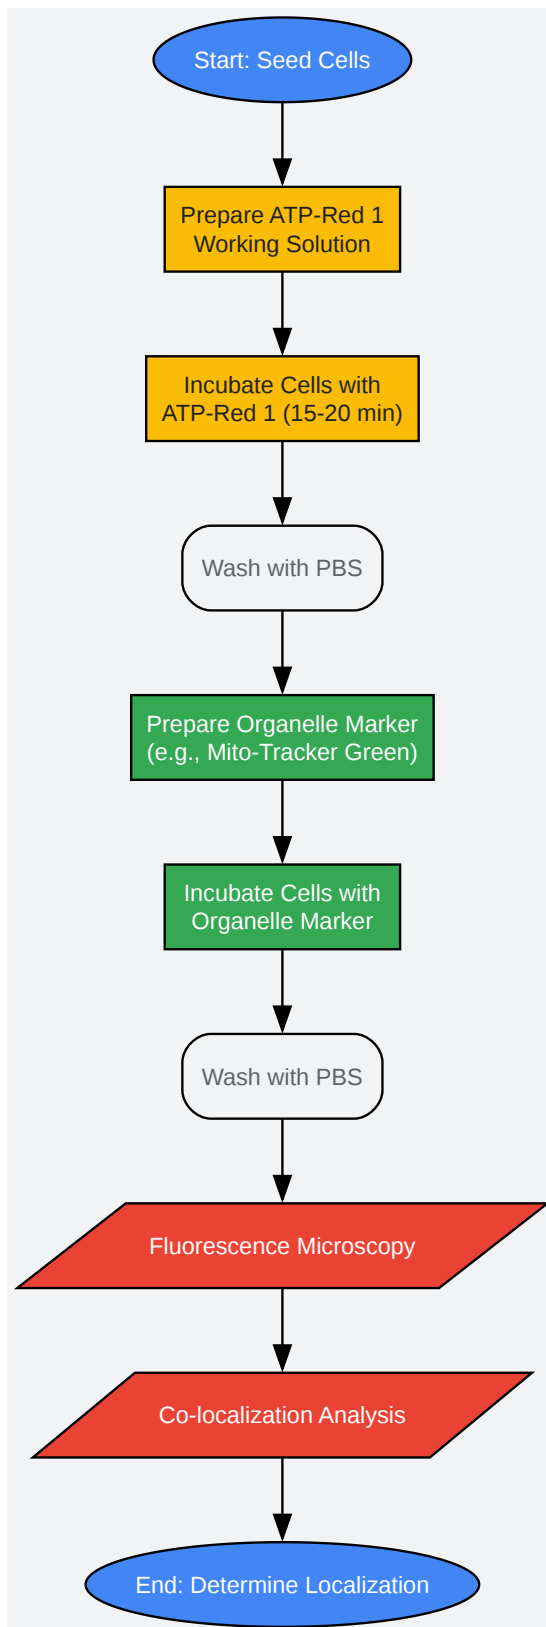 Start: Seed Cells
Prepare ATP-Red 1
Working Solution
Incubate Cells with
ATP-Red 1 (15-20 min)
Wash with PBS
Prepare Organelle Marker
(e.g., Mito-Tracker Green)
Incubate Cells with
Organelle Marker
Wash with PBS
Fluorescence Microscopy
Co-localization Analysis
End: Determine Localization